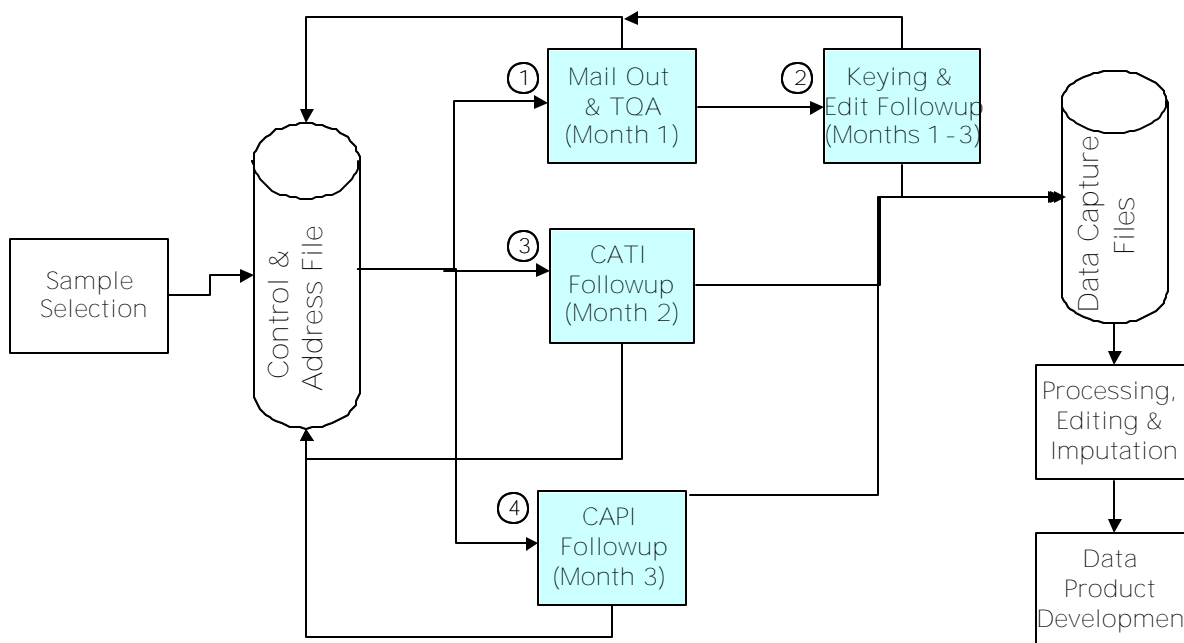 Sample
Selection
Control &
Address File
1
Mail Out
& TQA
(Month 1)
2
Keying &
Edit Followup
(Months 1-3)
3
CATI
Followup
(Month 2)
4
CAPI
Followup
(Month 3)
Data Capture
Files
Processing,
Editing &
Imputation
Data
Product
Developmen